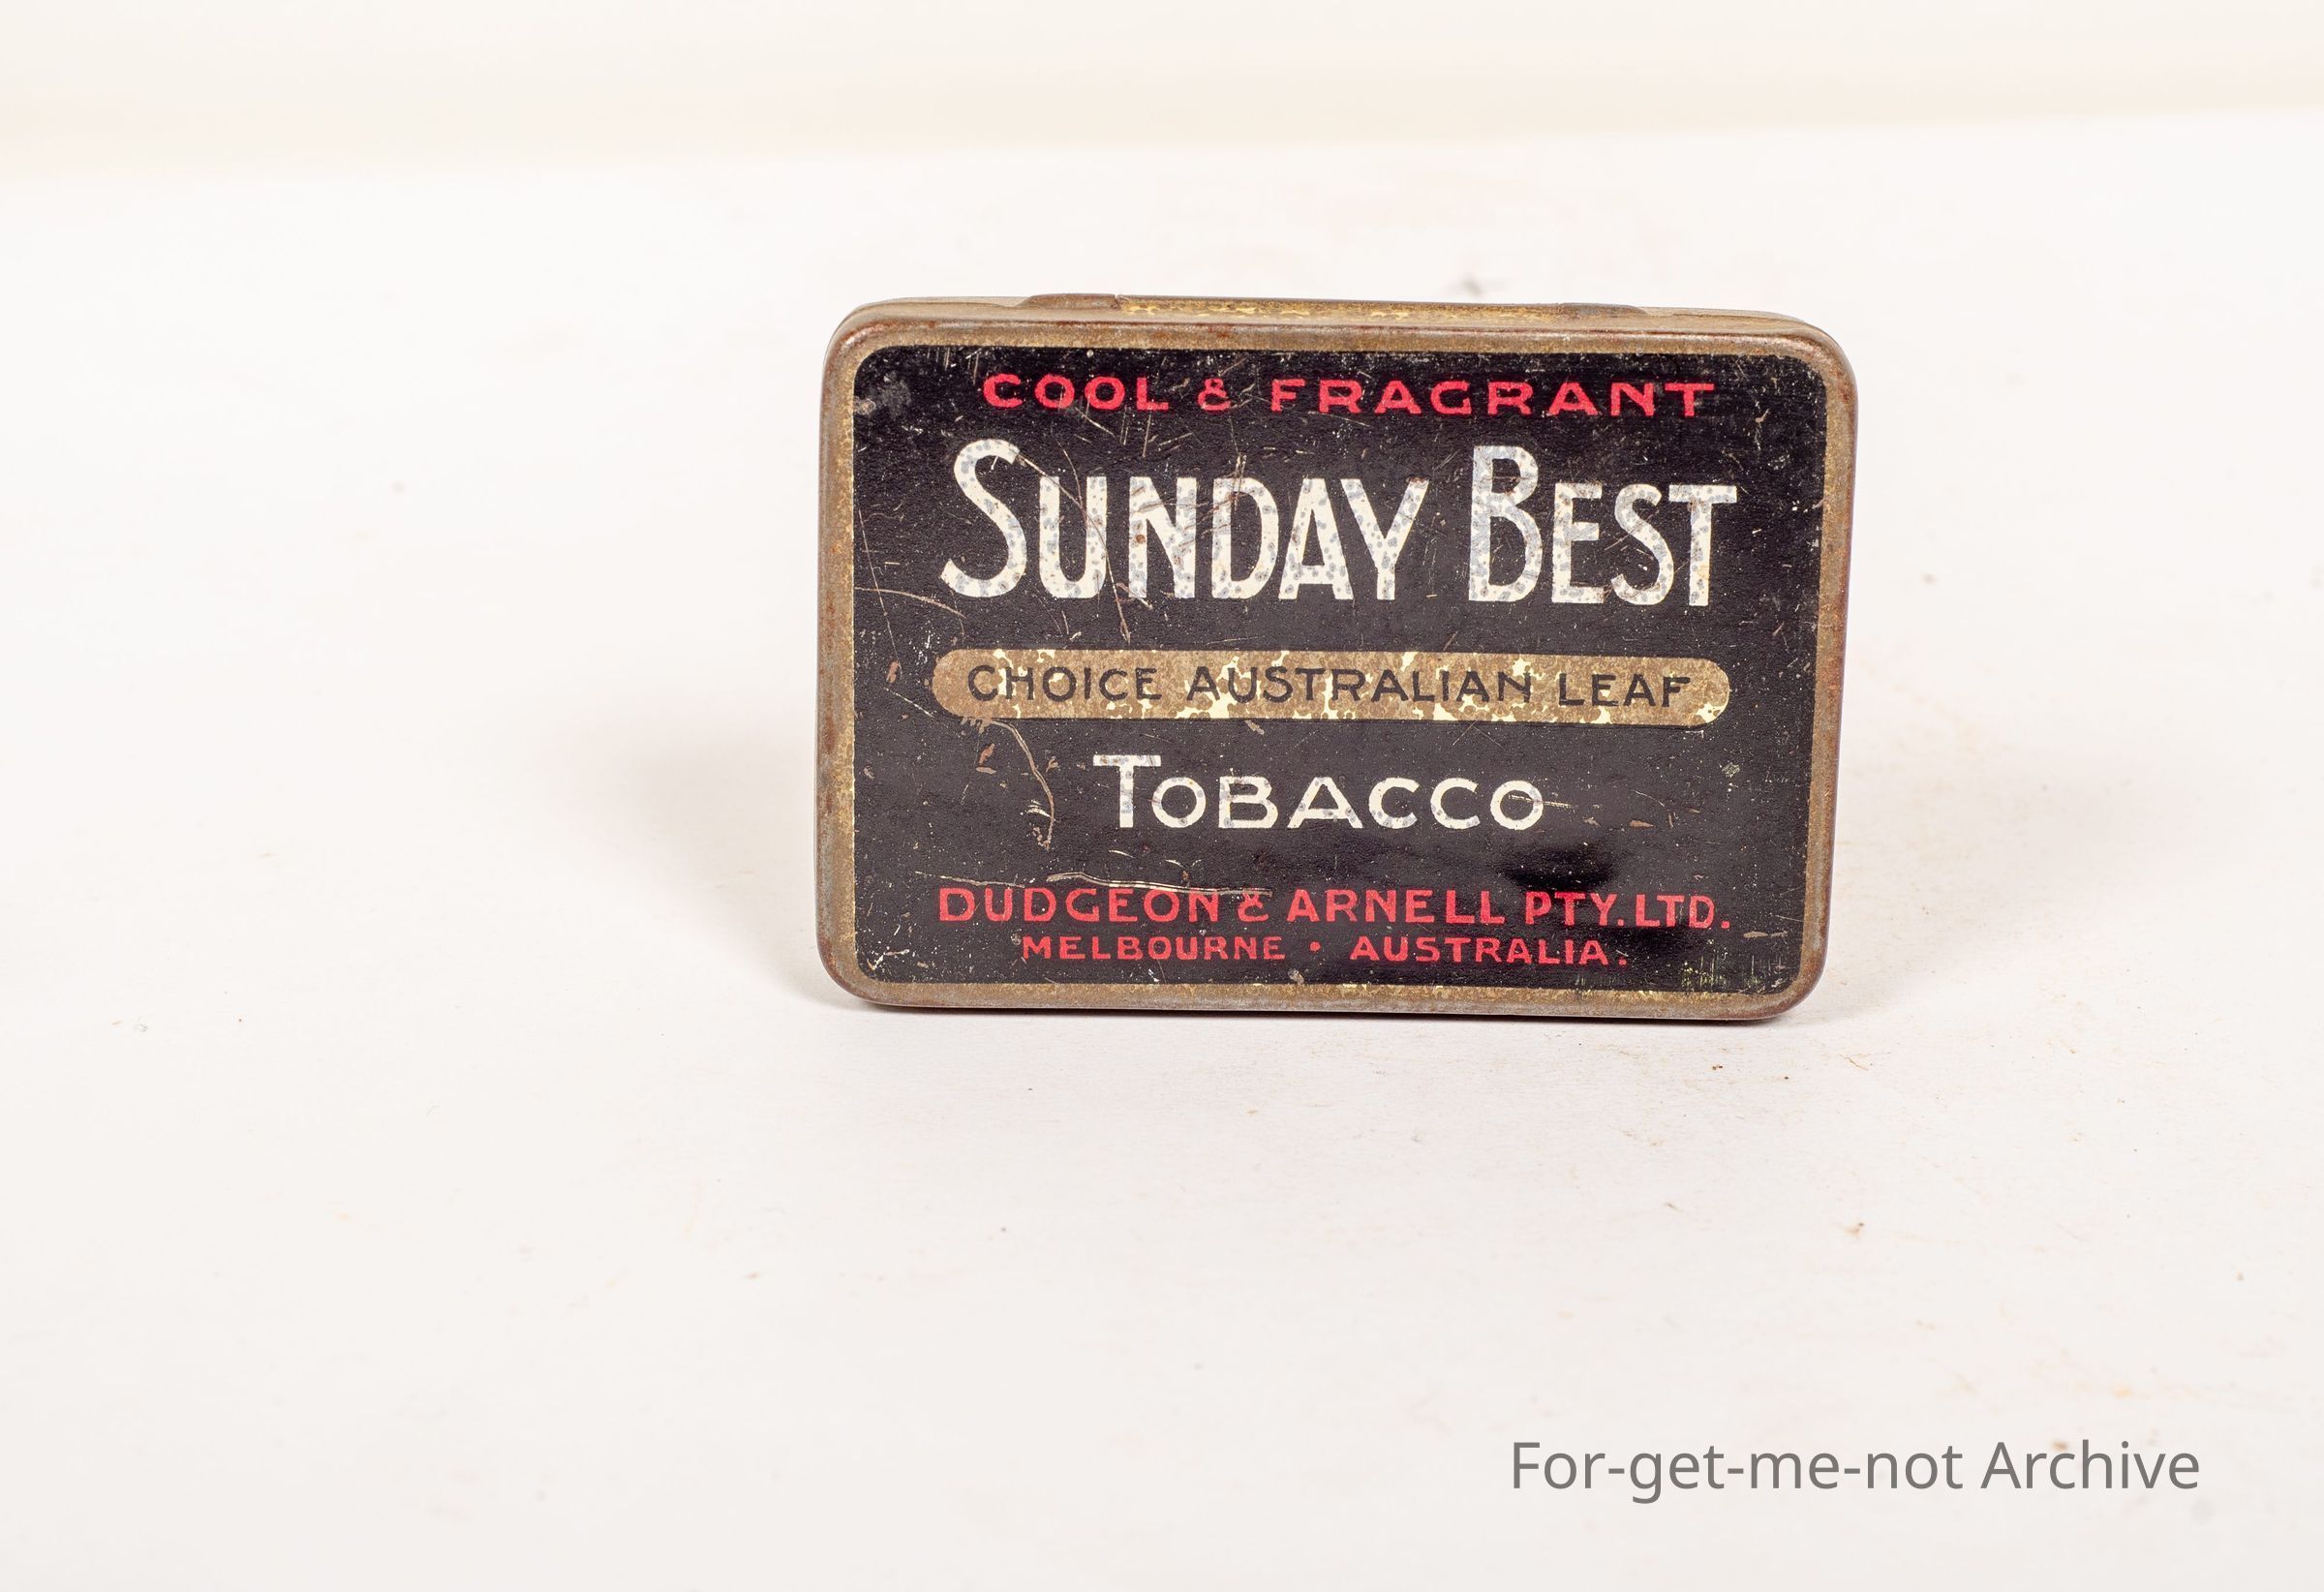 COOL & FRAGRANT
SUNDAY BEST
CHOICE AUSTRALIAN LEAF
TOBACCO
DUDGEON & ARNELL PTY. LTD.
MELBOURNE • AUSTRALIA.
For-get-me-not Archive